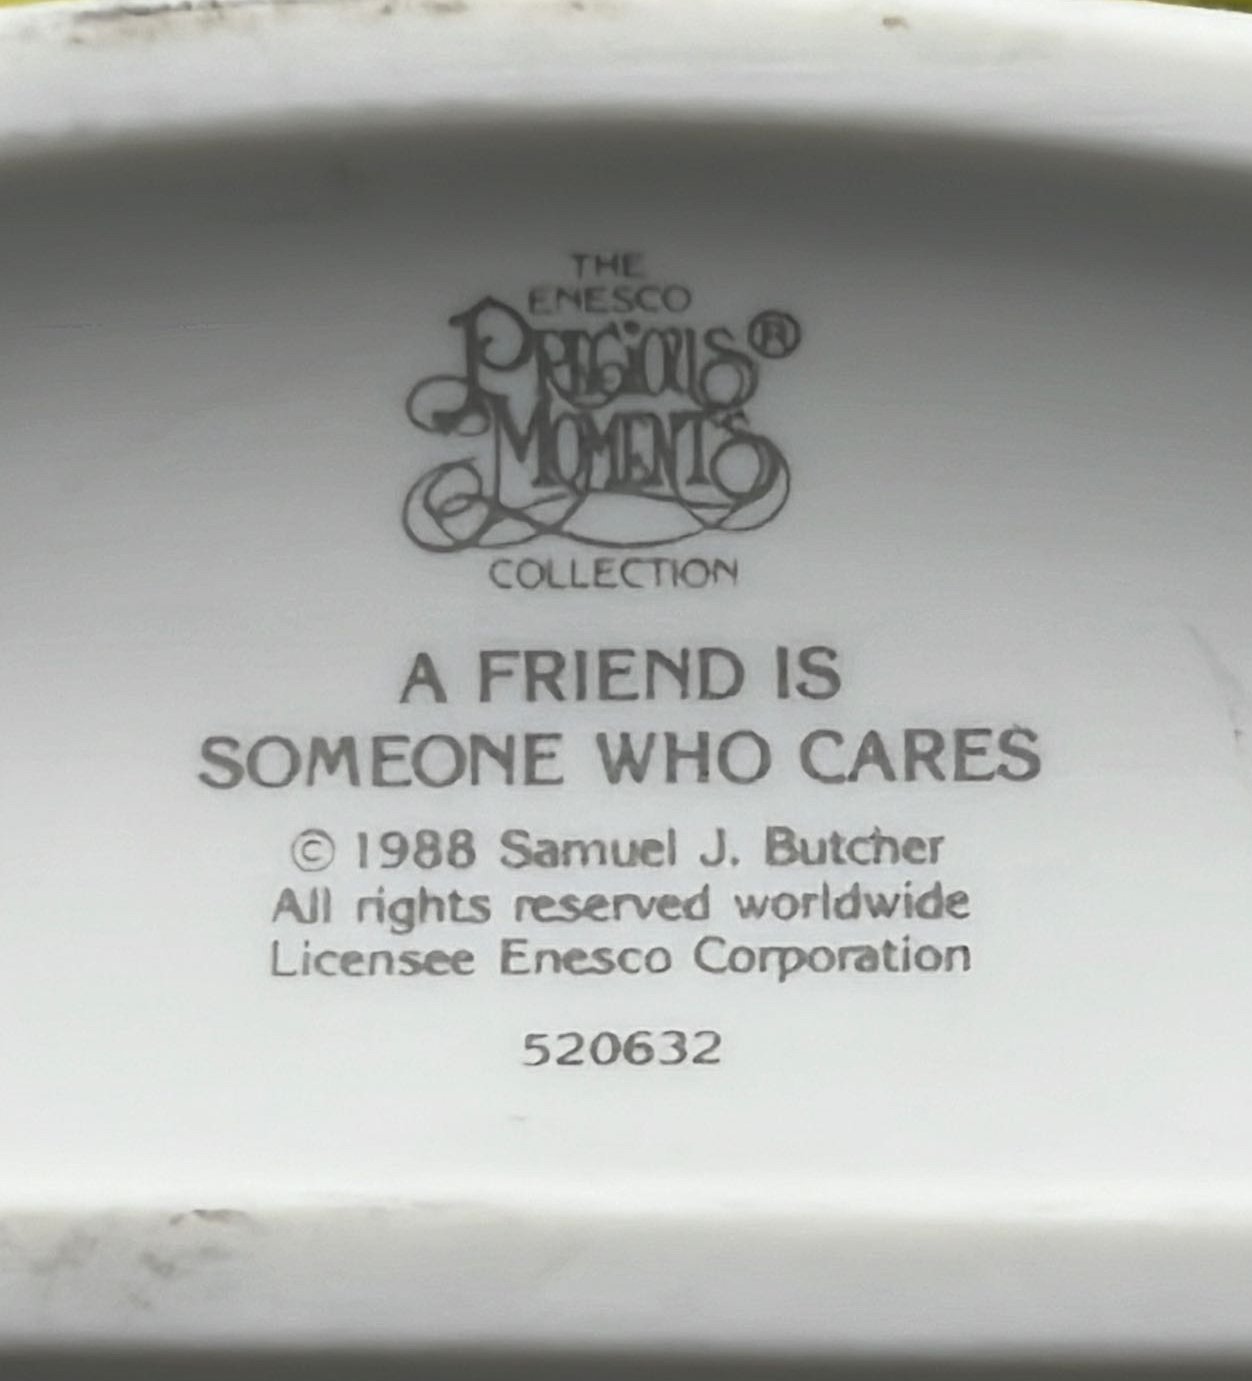 THE
ENESCO
PRECIOUS®
MOMENTS
COLLECTION
A FRIEND IS
SOMEONE WHO CARES
© 1988 Samuel J. Butcher
All rights reserved worldwide
Licensee Enesco Corporation
520632